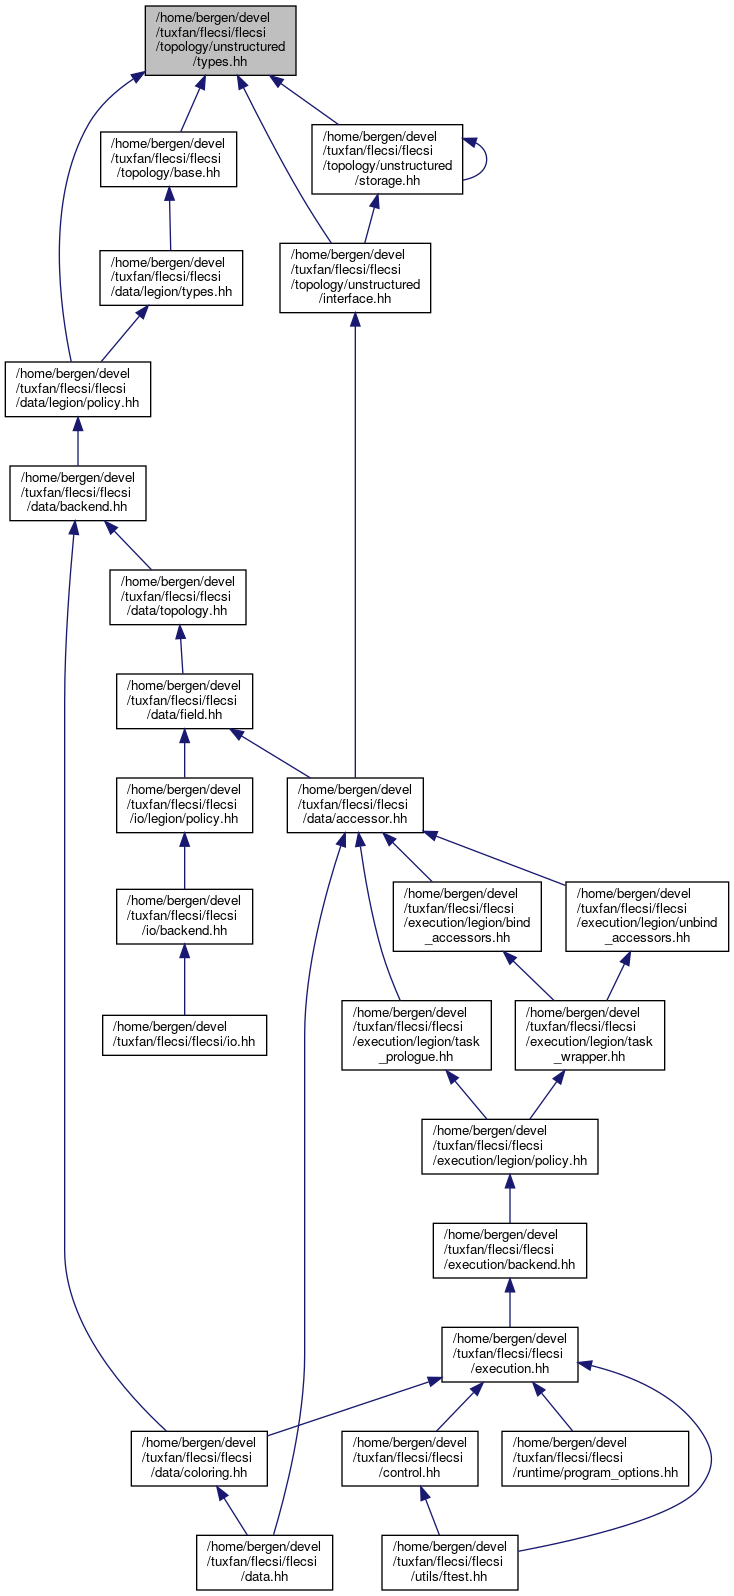 /home/bergen/devel
/tuxfan/flecsi/flecsi
/topology/unstructured
/types.hh
/home/bergen/devel
/tuxfan/flecsi/flecsi
/topology/base.hh
/home/bergen/devel
/tuxfan/flecsi/flecsi
/topology/unstructured
/storage.hh
/home/bergen/devel
/tuxfan/flecsi/flecsi
/data/legion/types.hh
/home/bergen/devel
/tuxfan/flecsi/flecsi
/topology/unstructured
/interface.hh
/home/bergen/devel
/tuxfan/flecsi/flecsi
/data/legion/policy.hh
/home/bergen/devel
/tuxfan/flecsi/flecsi
/data/backend.hh
/home/bergen/devel
/tuxfan/flecsi/flecsi
/data/topology.hh
/home/bergen/devel
/tuxfan/flecsi/flecsi
/data/field.hh
/home/bergen/devel
/tuxfan/flecsi/flecsi
/io/legion/policy.hh
/home/bergen/devel
/tuxfan/flecsi/flecsi
/data/accessor.hh
/home/bergen/devel
/tuxfan/flecsi/flecsi
/io/backend.hh
/home/bergen/devel
/tuxfan/flecsi/flecsi
/execution/legion/bind
_accessors.hh
/home/bergen/devel
/tuxfan/flecsi/flecsi
/execution/legion/unbind
_accessors.hh
/home/bergen/devel
/tuxfan/flecsi/flecsi/io.hh
/home/bergen/devel
/tuxfan/flecsi/flecsi
/execution/legion/task
_prologue.hh
/home/bergen/devel
/tuxfan/flecsi/flecsi
/execution/legion/task
_wrapper.hh
/home/bergen/devel
/tuxfan/flecsi/flecsi
/execution/legion/policy.hh
/home/bergen/devel
/tuxfan/flecsi/flecsi
/execution/backend.hh
/home/bergen/devel
/tuxfan/flecsi/flecsi
/execution.hh
/home/bergen/devel
/tuxfan/flecsi/flecsi
/data/coloring.hh
/home/bergen/devel
/tuxfan/flecsi/flecsi
/control.hh
/home/bergen/devel
/tuxfan/flecsi/flecsi
/runtime/program_options.hh
/home/bergen/devel
/tuxfan/flecsi/flecsi
/data.hh
/home/bergen/devel
/tuxfan/flecsi/flecsi
/utils/ftest.hh